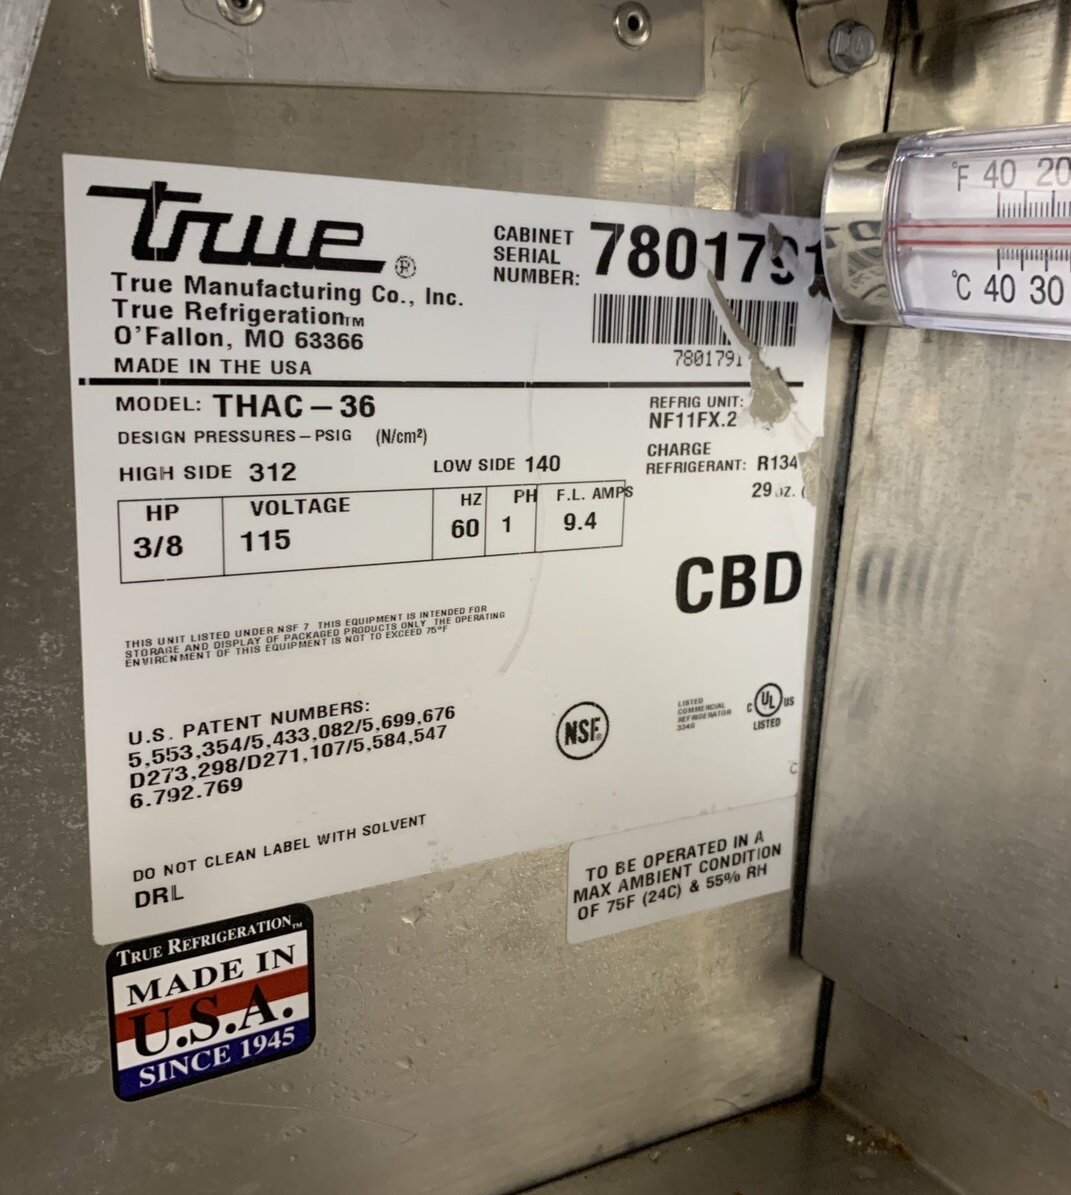 true®
True Manufacturing Co., Inc.
True Refrigeration™
O'Fallon, MO 63366
MADE IN THE USA
CABINET
SERIAL
NUMBER: 7801791
7801791
MODEL: THAC-36
DESIGN PRESSURES-PSIG (N/cm²)
HIGH SIDE 312 LOW SIDE 140
REFRIG UNIT:
NF11FX.2
CHARGE
REFRIGERANT: R134
29 oz. (
HP VOLTAGE HZ PH F.L. AMPS
3/8 115 60 1 9.4
CBD
THIS UNIT LISTED UNDER NSF 7 THIS EQUIPMENT IS INTENDED FOR
STORAGE AND DISPLAY OF PACKAGED PRODUCTS ONLY THE OPERATING
ENVIRONMENT OF THIS EQUIPMENT IS NOT TO EXCEED 75°F
U.S. PATENT NUMBERS:
5,553,354/5,433,082/5,699,676
D273,298/D271,107/5,584,547
6.792.769
NSF®
LISTED
COMMERCIAL
REFRIGERATOR
3340
C UL US
LISTED
C
DO NOT CLEAN LABEL WITH SOLVENT
DRL
TO BE OPERATED IN A
MAX AMBIENT CONDITION
OF 75F (24C) & 55% RH
TRUE REFRIGERATION™
MADE IN
U.S.A.
SINCE 1945
°F 40 20
°C 40 30